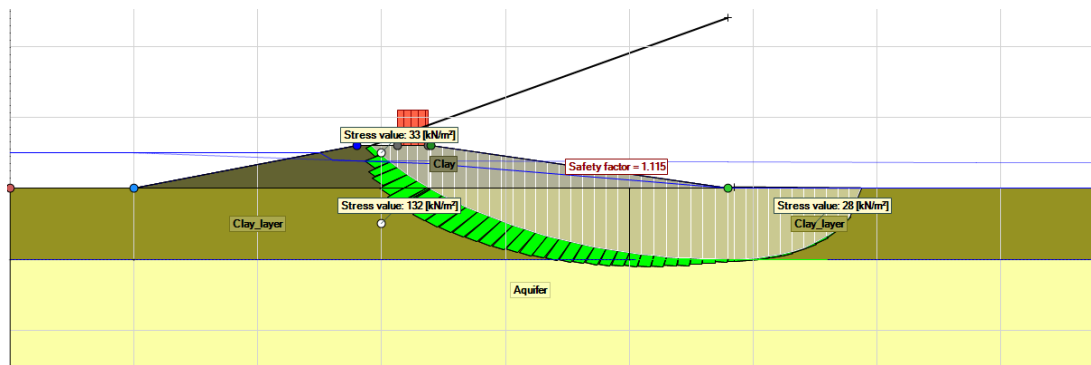 Stress value: 33 [kN/m²]
Clay
Safety factor = 1.115
Stress value: 132 [kN/m²]
Stress value: 28 [kN/m²]
Clay_layer
Clay_layer
Aquifer